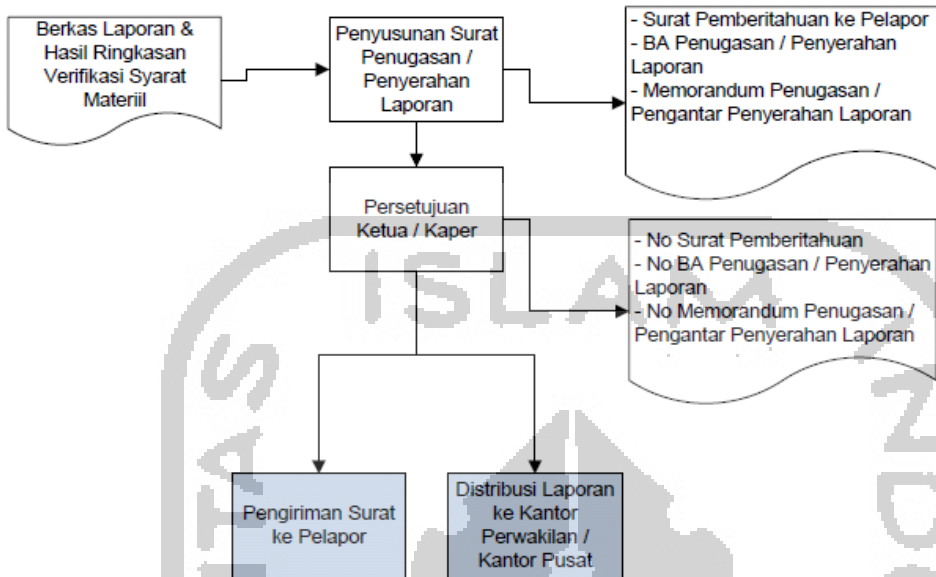 Berkas Laporan &
Hasil Ringkasan
Verifikasi Syarat
Materiil
Penyusunan Surat
Penugasan /
Penyerahan
Laporan
- Surat Pemberitahuan ke Pelapor
- BA Penugasan / Penyerahan
Laporan
- Memorandum Penugasan /
Pengantar Penyerahan Laporan
Persetujuan
Ketua / Kaper
- No Surat Pemberitahuan
- No BA Penugasan / Penyerahan
Laporan
- No Memorandum Penugasan /
Pengantar Penyerahan Laporan
ISLAM
Pengiriman Surat
ke Pelapor
Distribusi Laporan
ke Kantor
Perwakilan /
Kantor Pusat